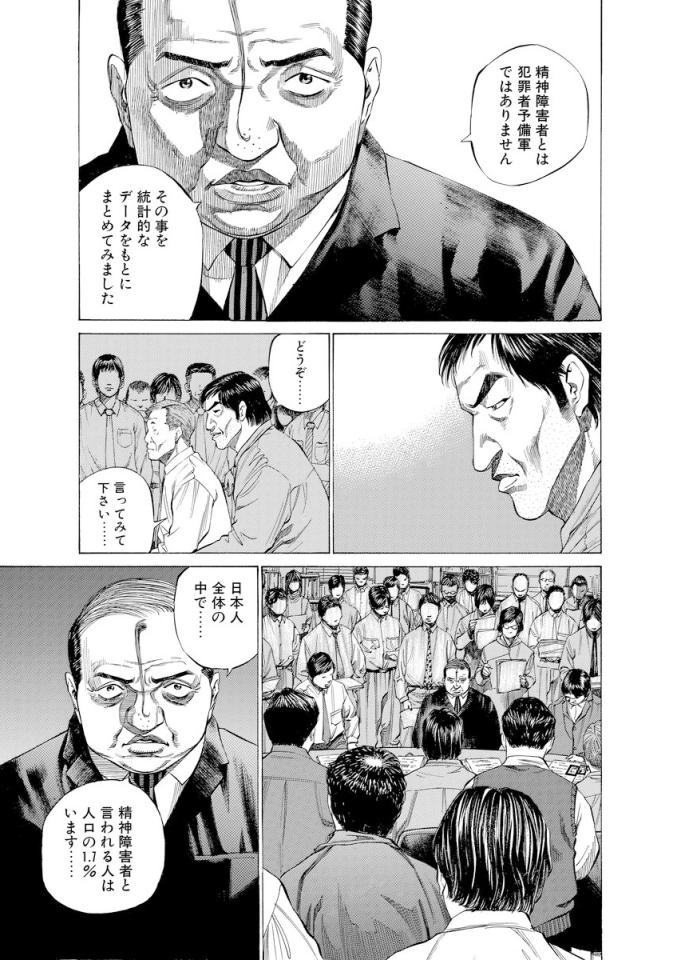 精神障害者とは
犯罪者予備軍
ではありません
その事を
統計的な
データをもとに
まとめてみました
どうぞ……
言ってみて
下さい……
日本人
全体の
中で……
精神障害者と
言われる人は
人口の1.1%
います……